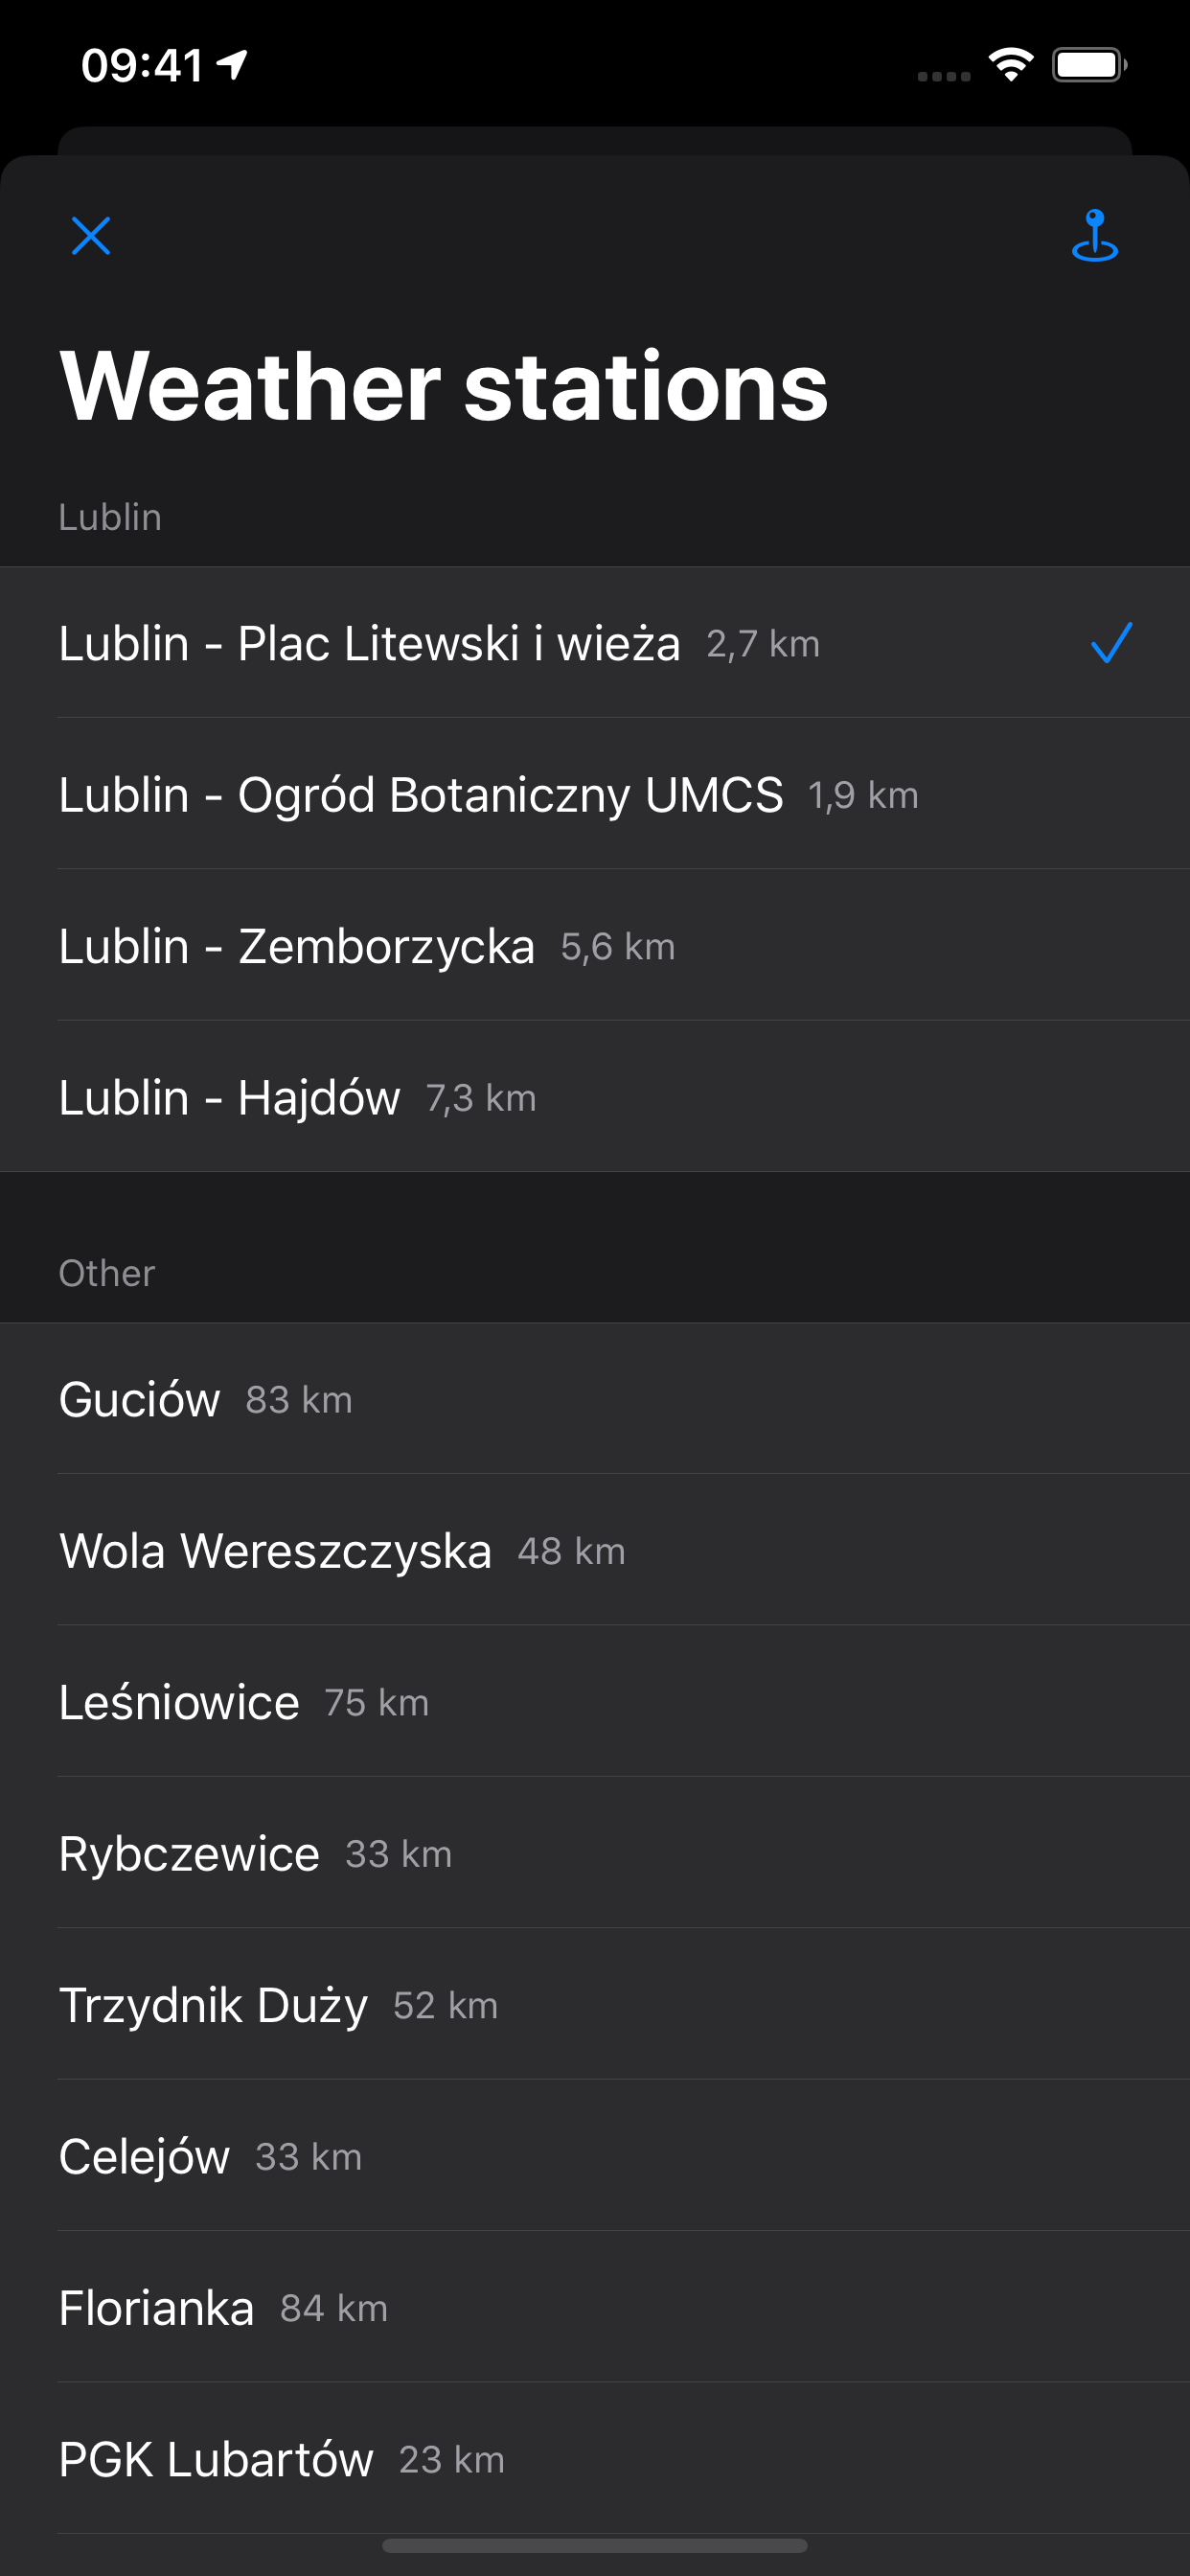 09:41
Weather stations
Lublin
Lublin - Plac Litewski i wieża 2,7 km
Lublin - Ogród Botaniczny UMCS 1,9 km
Lublin - Zemborzycka 5,6 km
Lublin - Hajdów 7,3 km
Other
Guciów 83 km
Wola Wereszczyska 48 km
Leśniowice 75 km
Rybczewice 33 km
Trzydnik Duży 52 km
Celejów 33 km
Florianka 84 km
PGK Lubartów 23 km